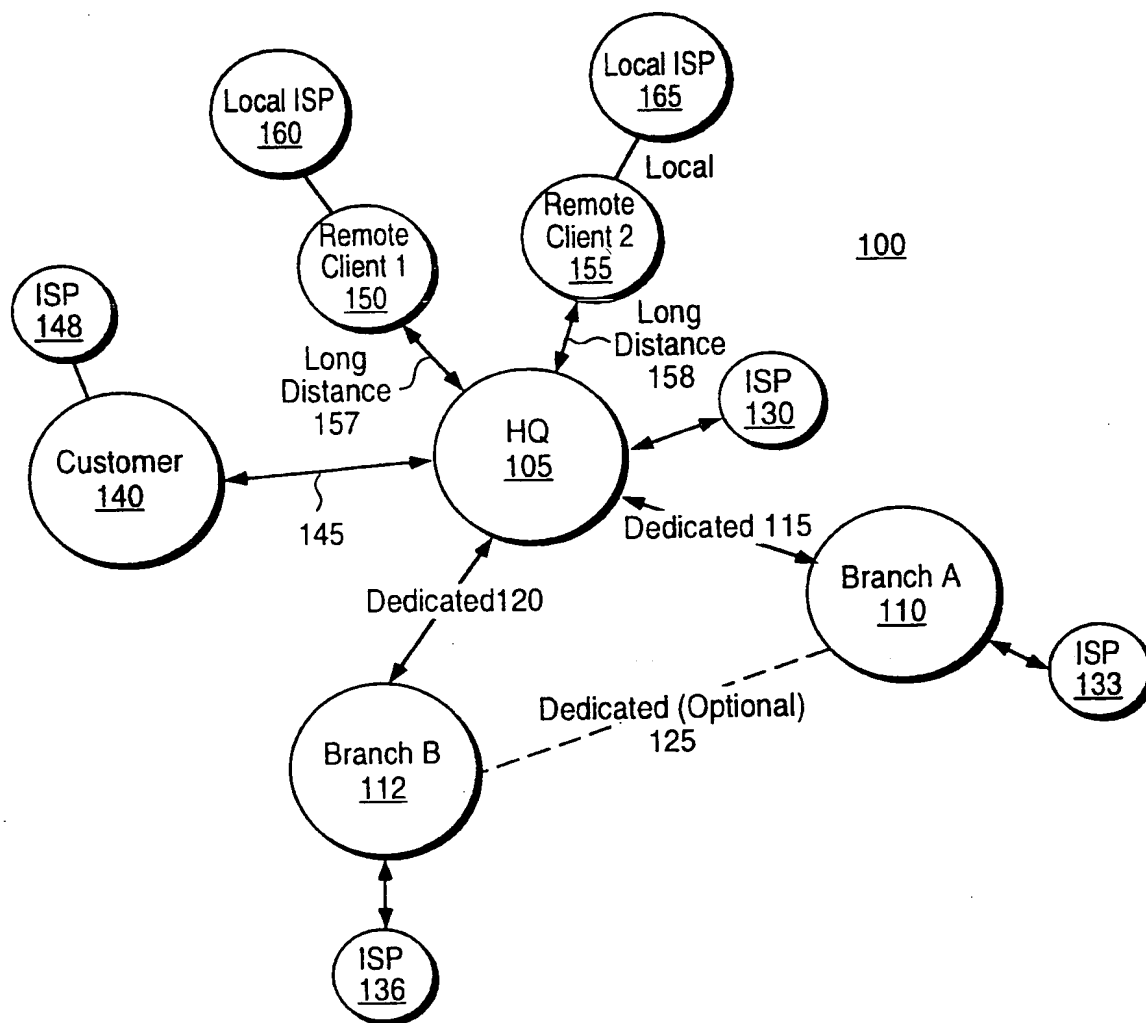 Local ISP
160
Local ISP
165
Local
Remote
Client 1
150
Remote
Client 2
155
100
ISP
148
Long
Distance
157
Long
Distance
158
ISP
130
HQ
105
Customer
140
145
Dedicated 115
Branch A
110
Dedicated120
ISP
133
Dedicated (Optional)
125
Branch B
112
ISP
136